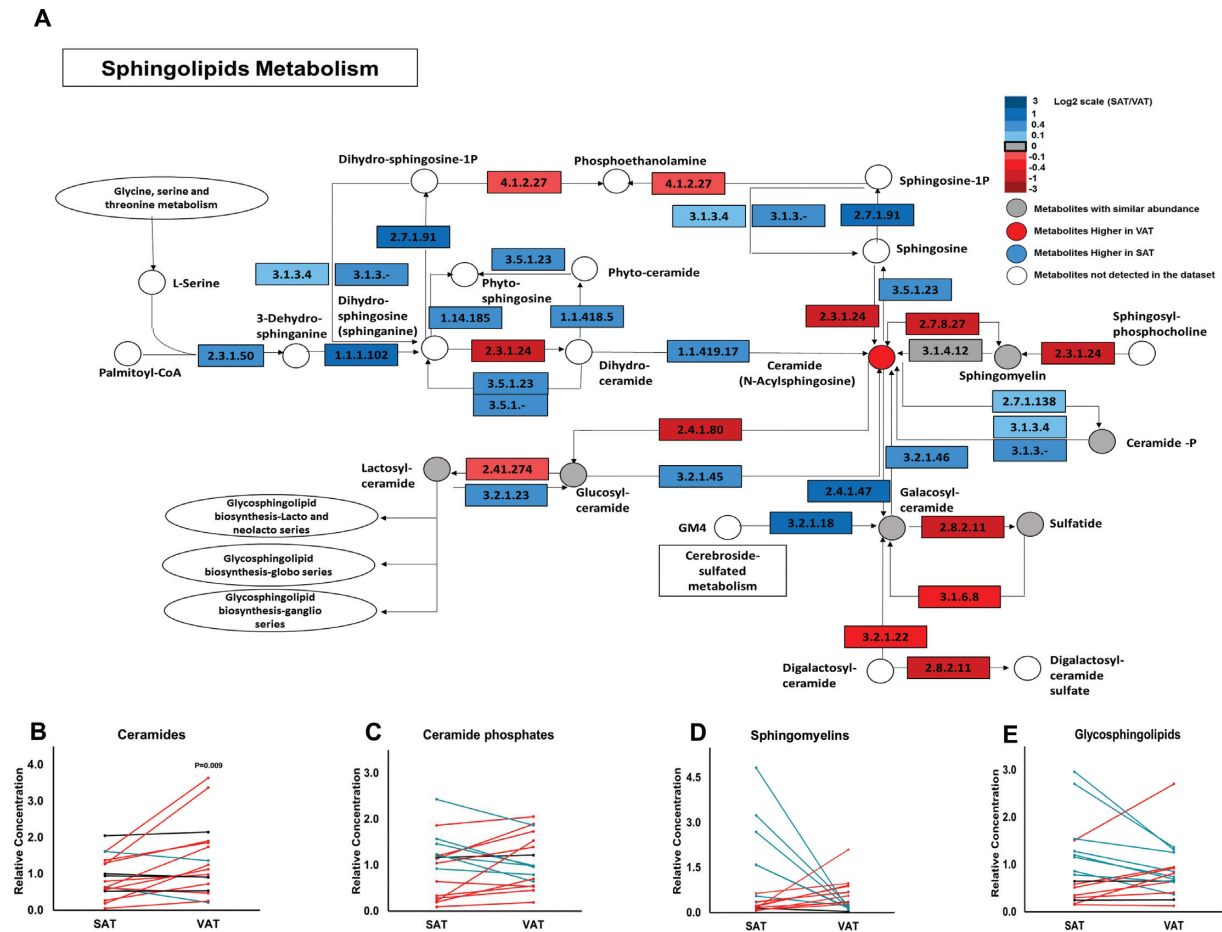 A
Sphingolipids Metabolism
3 Log2 scale (SAT/VAT)
1
0.4
0.1
0
-0.1
-0.4
-1
-3
Metabolites with similar abundance
Metabolites Higher in VAT
Metabolites Higher in SAT
Metabolites not detected in the dataset
Glycine, serine and
threonine metabolism
Dihydro-sphingosine-1P
4.1.2.27
Phosphoethanolamine
4.1.2.27
Sphingosine-1P
3.1.3.4
3.1.3.-
2.7.1.91
Sphingosine
2.7.1.91
3.1.3.4
3.1.3.-
3.5.1.23
Phyto-ceramide
Phyto-
sphingosine
L-Serine
3-Dehydro-
sphinganine
Dihydro-
sphingosine
(sphinganine)
1.14.185
1.1.418.5
2.3.1.24
3.5.1.23
2.7.8.27
Sphingosyl-
phosphocline
Palmitoyl-CoA
2.3.1.50
1.1.1.102
2.3.1.24
Dihydro-
ceramide
1.1.419.17
Ceramide
(N-Acylsphingosine)
3.1.4.12
Sphingomyelin
2.3.1.24
3.5.1.23
3.5.1.-
2.7.1.138
3.1.3.4
3.1.3.-
Ceramide -P
2.4.1.80
3.2.1.46
Lactosyl-
ceramide
2.41.274
3.2.1.23
Glucosyl-
ceramide
3.2.1.45
2.4.1.47
Galacosyl-
ceramide
Glycosphingolipid
biosynthesis-Lacto and
neolacto series
GM4
3.2.1.18
2.8.2.11
Sulfatide
Glycosphingolipid
biosynthesis-globo series
Cerebroside-
sulfated
metabolism
Glycosphingolipid
biosynthesis-ganglio
series
3.1.6.8
3.2.1.22
Digalactosyl-
ceramide
2.8.2.11
Digalactosyl-
ceramide
sulfate
B
Ceramides
Relative Concentration
4.0
3.0
2.0
1.0
0.0
P=0.009
SAT VAT
C
Ceramide phosphates
Relative Concentration
3.0
2.0
1.0
0.0
SAT VAT
D
Sphingomyelins
Relative Concentration
4.5
3.0
1.5
0.0
SAT VAT
E
Glycosphingolipids
Relative Concentration
3.0
2.0
1.0
0.0
SAT VAT